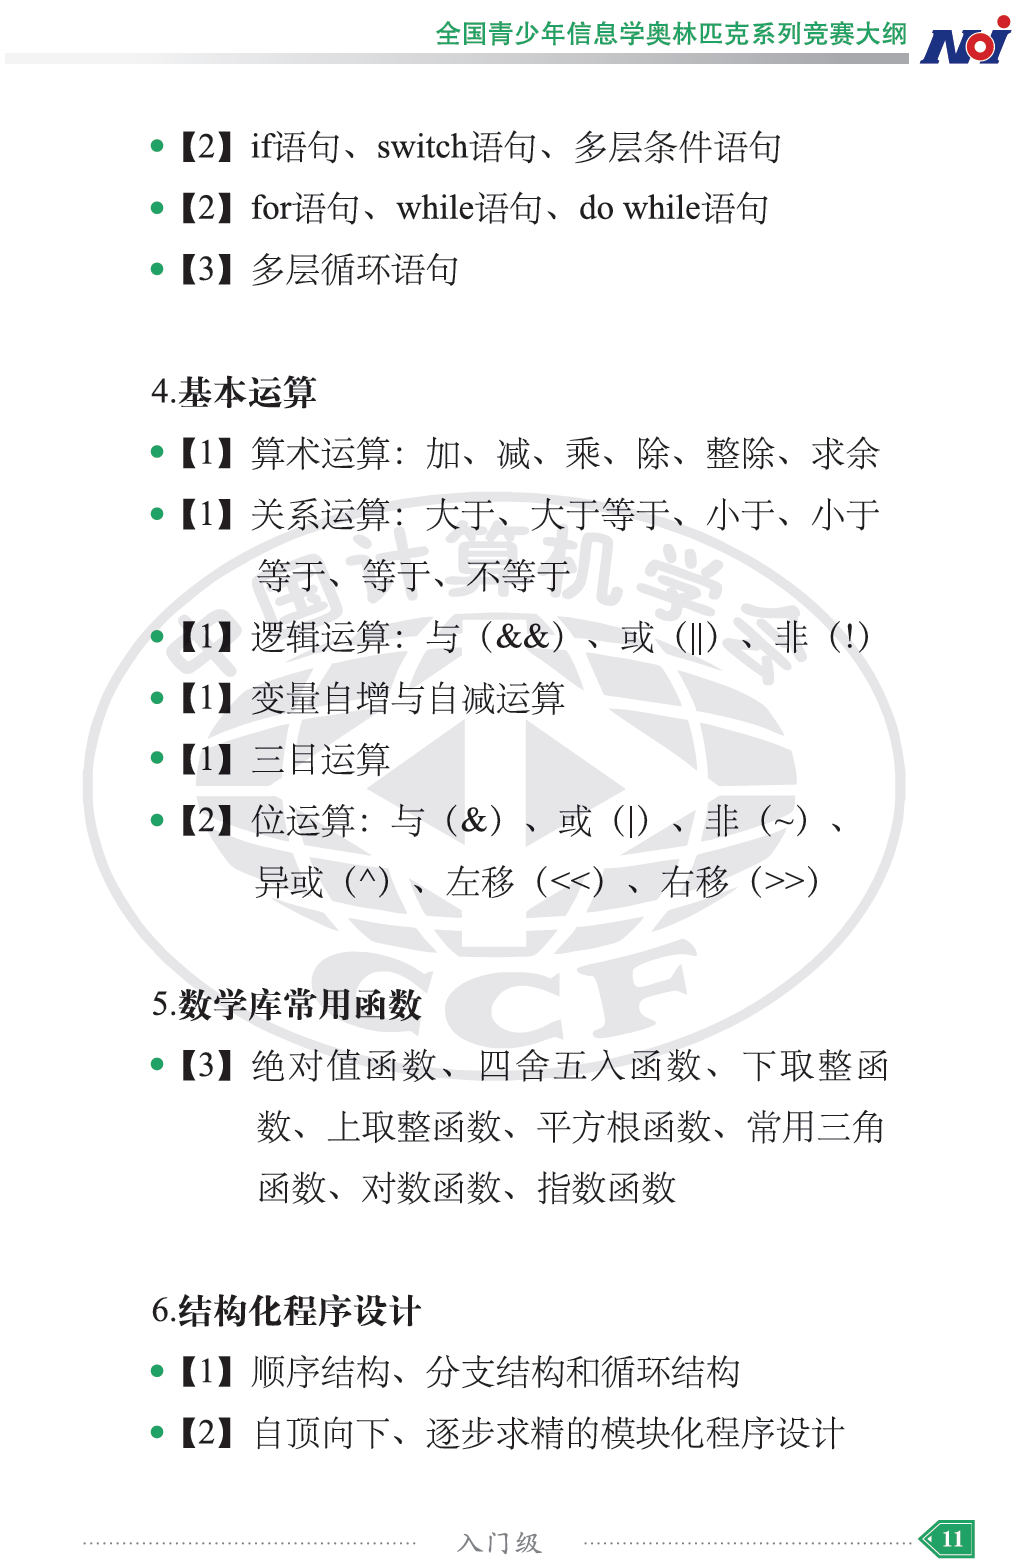 全国青少年信息学奥林匹克系列竞赛大纲
NOI
【2】if语句、switch语句、多层条件语句
【2】for语句、while语句、do while语句
【3】多层循环语句
4.基本运算
【1】算术运算：加、减、乘、除、整除、求余
【1】关系运算：大于、大于等于、小于、小于
等于、等于、不等于
【1】逻辑运算：与（&&）、或（||）、非（!）
【1】变量自增与自减运算
【1】三目运算
【2】位运算：与（&）、或（|）、非（~）、
异或（^）、左移（<<）、右移（>>）
5.数学库常用函数
【3】绝对值函数、四舍五入函数、下取整函
数、上取整函数、平方根函数、常用三角
函数、对数函数、指数函数
6.结构化程序设计
【1】顺序结构、分支结构和循环结构
【2】自顶向下、逐步求精的模块化程序设计
中国计算机学会
CCF
入门级
11